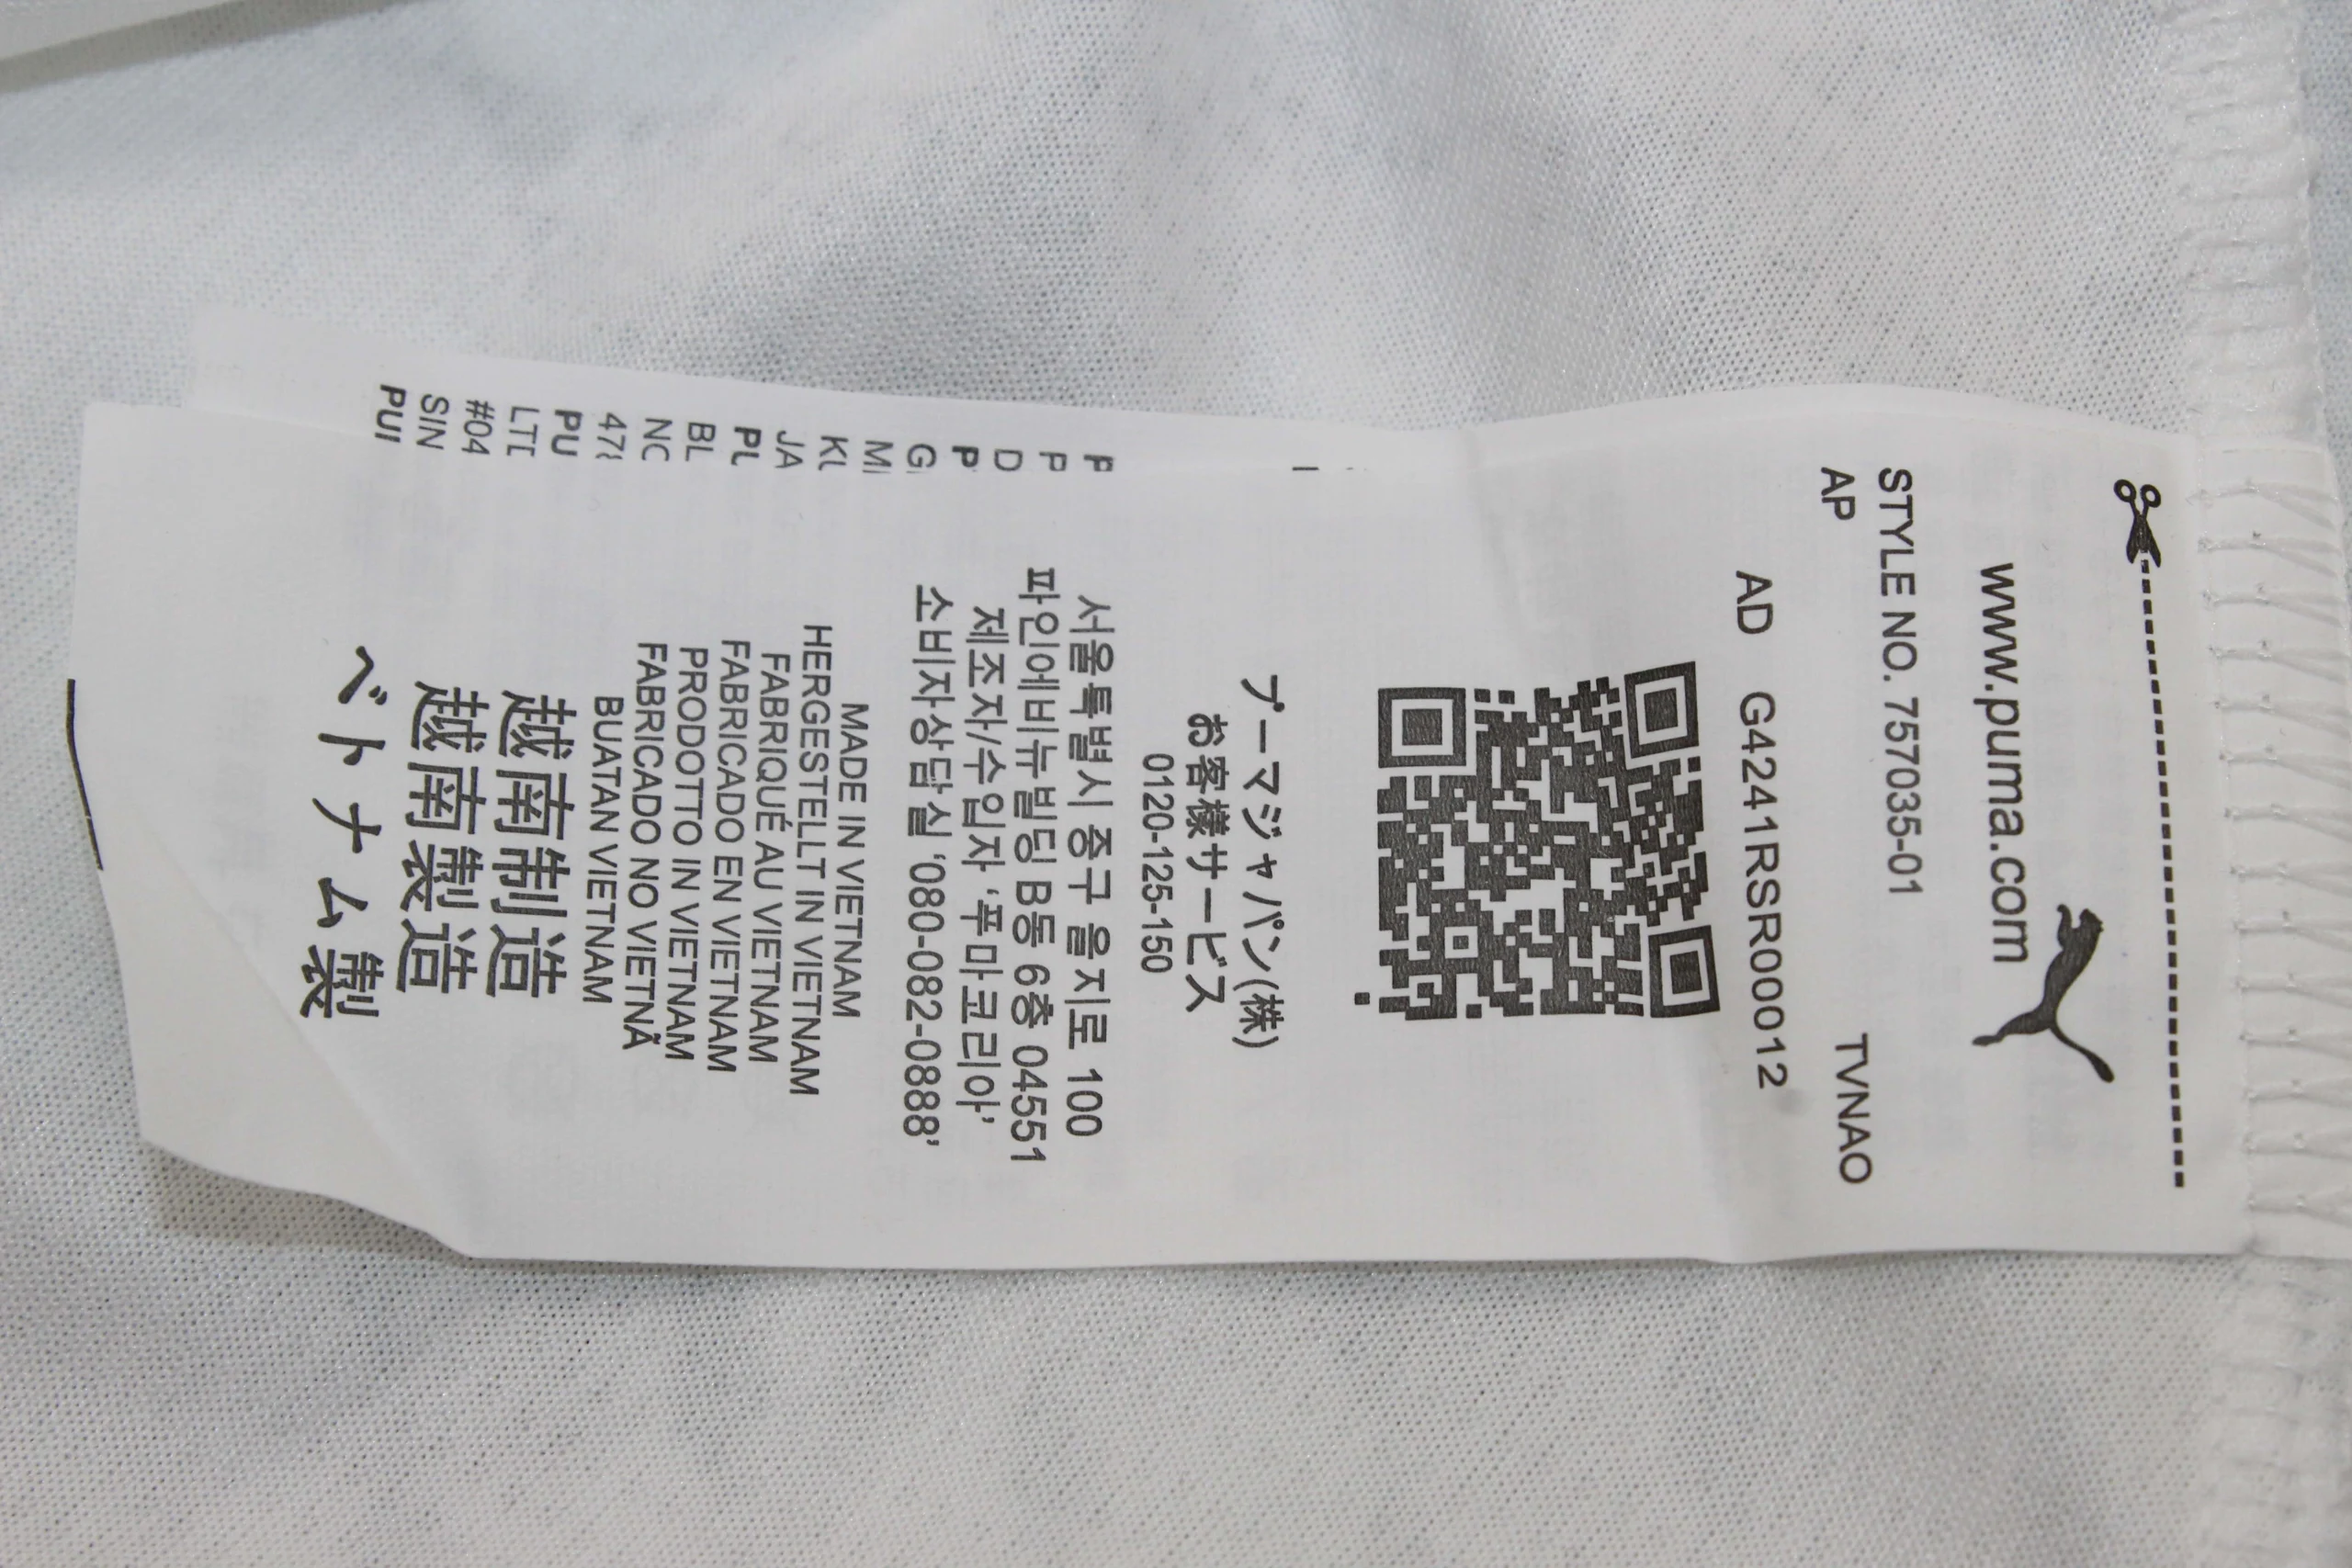 www.puma.com
STYLE NO. 757035-01
AP TVNAO
AD G4241RSR00012
プーマジャパン(株)
お客様サービス
0120-125-150
서울특별시 중구 을지로 100
파인에비뉴빌딩 B동 6층 04551
제조자/수입자 '푸마코리아'
소비자상담실 '080-082-0888'
MADE IN VIETNAM
HERGESTELLT IN VIETNAM
FABRIQUÉ AU VIETNAM
FABRICADO EN VIETNAM
PRODOTTO IN VIETNAM
FABRICADO NO VIETNÃ
BUATAN VIETNAM
越南制造
越南製造
ベトナム製